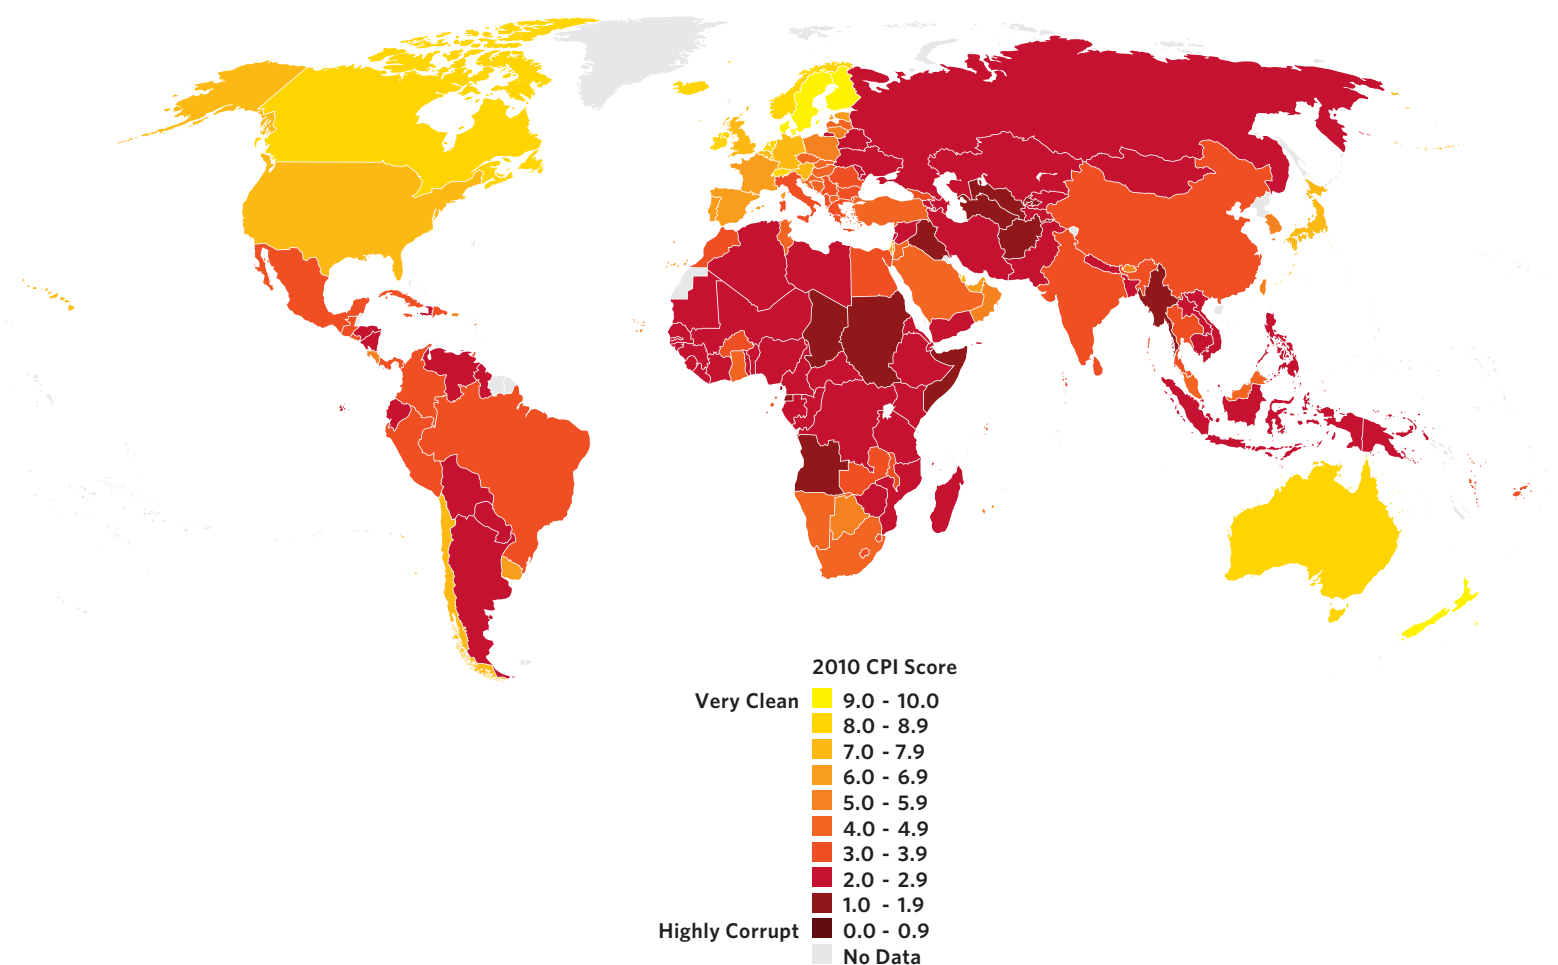 2010 CPI Score
Very Clean 9.0 - 10.0
8.0 - 8.9
7.0 - 7.9
6.0 - 6.9
5.0 - 5.9
4.0 - 4.9
3.0 - 3.9
2.0 - 2.9
1.0 - 1.9
Highly Corrupt 0.0 - 0.9
No Data